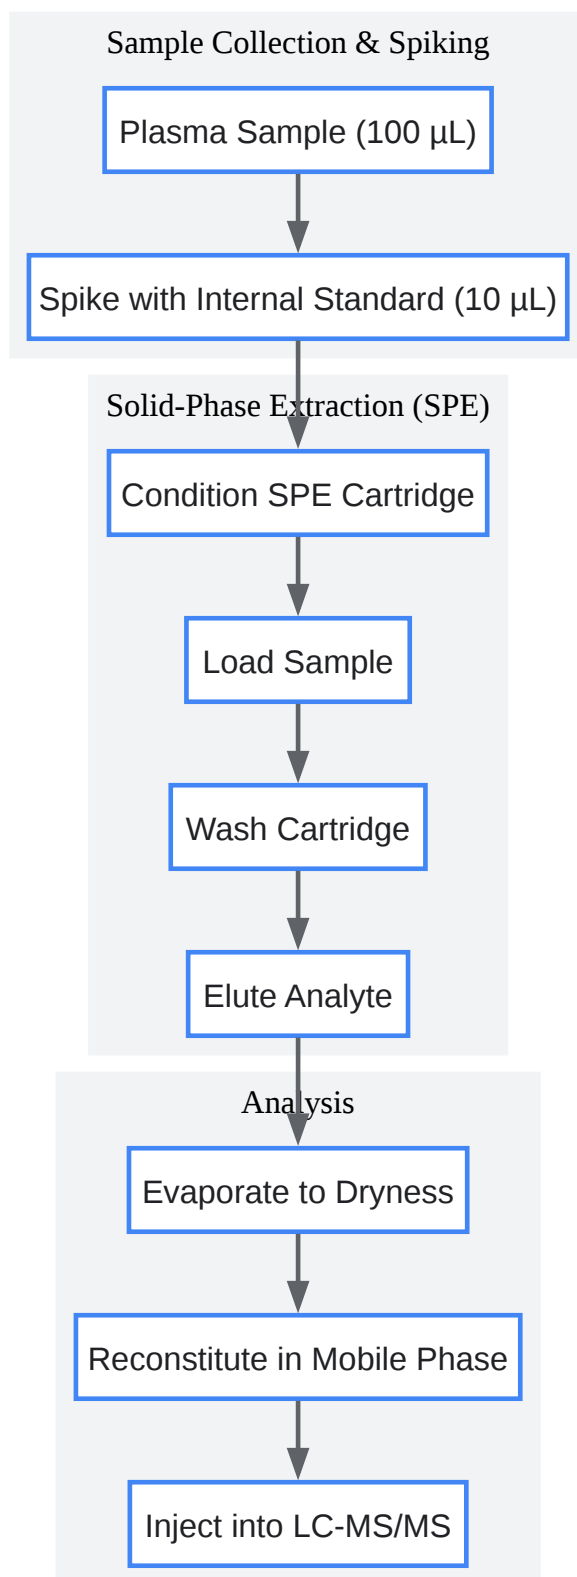 Sample Collection & Spiking
Plasma Sample (100 µL)
Spike with Internal Standard (10 µL)
Solid-Phase Extraction (SPE)
Condition SPE Cartridge
Load Sample
Wash Cartridge
Elute Analyte
Analysis
Evaporate to Dryness
Reconstitute in Mobile Phase
Inject into LC-MS/MS